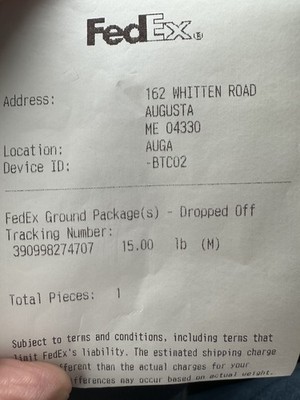 FedEx®
Address: 162 WHITTEN ROAD
AUGUSTA
ME 04330
Location: AUGA
Device ID: -BTC02
FedEx Ground Package(s) - Dropped Off
Tracking Number:
390998274707 15.00 lb (M)
Total Pieces: 1
Subject to terms and conditions, including terms that
limit FedEx's liability. The estimated shipping charge
different than the actual charges for your
differences may occur based on actual weight,